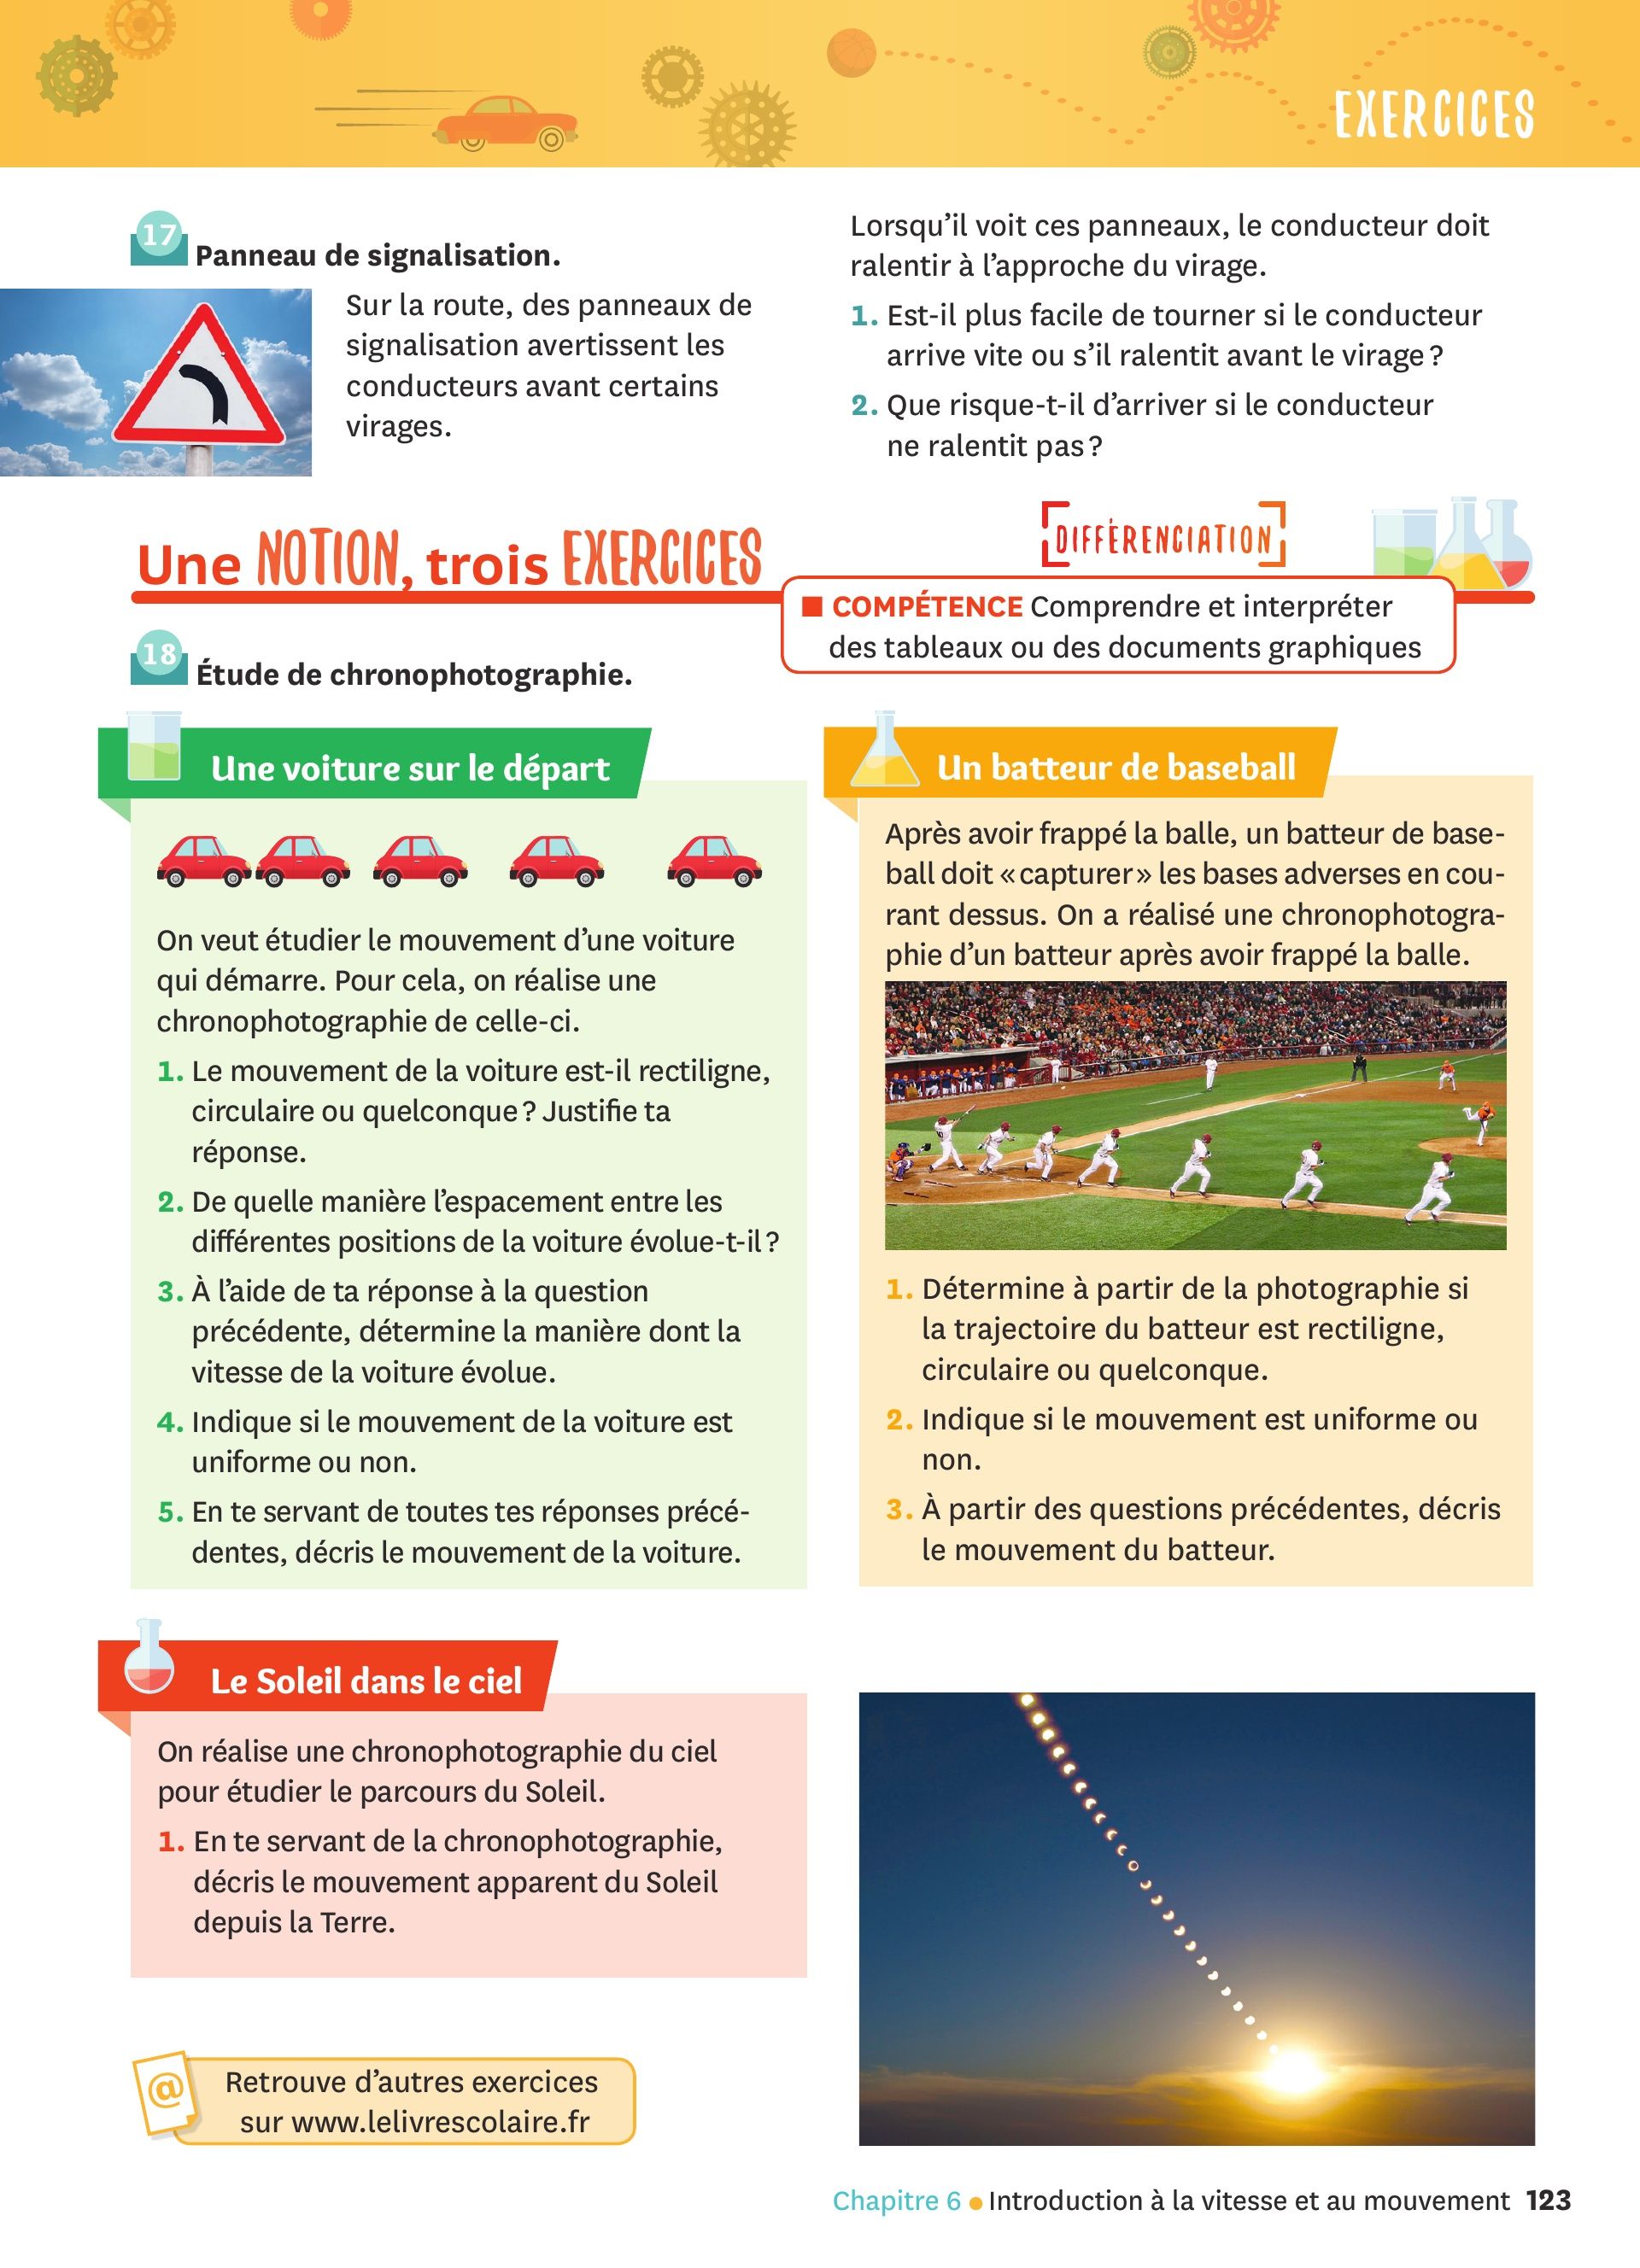 EXERCICES
17 Panneau de signalisation.
Sur la route, des panneaux de
signalisation avertissent les
conducteurs avant certains
virages.
Lorsqu’il voit ces panneaux, le conducteur doit
ralentir à l’approche du virage.
1. Est-il plus facile de tourner si le conducteur
arrive vite ou s’il ralentit avant le virage ?
2. Que risque-t-il d’arriver si le conducteur
ne ralentit pas ?
Une NOTION, trois EXERCICES
DIFFÉRENCIATION
COMPÉTENCE Comprendre et interpréter
des tableaux ou des documents graphiques
18 Étude de chronophotographie.
Une voiture sur le départ
On veut étudier le mouvement d’une voiture
qui démarre. Pour cela, on réalise une
chronophotographie de celle-ci.
1. Le mouvement de la voiture est-il rectiligne,
circulaire ou quelconque ? Justifie ta
réponse.
2. De quelle manière l’espacement entre les
différentes positions de la voiture évolue-t-il ?
3. À l’aide de ta réponse à la question
précédente, détermine la manière dont la
vitesse de la voiture évolue.
4. Indique si le mouvement de la voiture est
uniforme ou non.
5. En te servant de toutes tes réponses précé-
dentes, décris le mouvement de la voiture.
Un batteur de baseball
Après avoir frappé la balle, un batteur de base-
ball doit « capturer » les bases adverses en cou-
rant dessus. On a réalisé une chronophotogra-
phie d’un batteur après avoir frappé la balle.
1. Détermine à partir de la photographie si
la trajectoire du batteur est rectiligne,
circulaire ou quelconque.
2. Indique si le mouvement est uniforme ou
non.
3. À partir des questions précédentes, décris
le mouvement du batteur.
Le Soleil dans le ciel
On réalise une chronophotographie du ciel
pour étudier le parcours du Soleil.
1. En te servant de la chronophotographie,
décris le mouvement apparent du Soleil
depuis la Terre.
@
Retrouve d’autres exercices
sur www.lelivrescolaire.fr
Chapitre 6 • Introduction à la vitesse et au mouvement 123